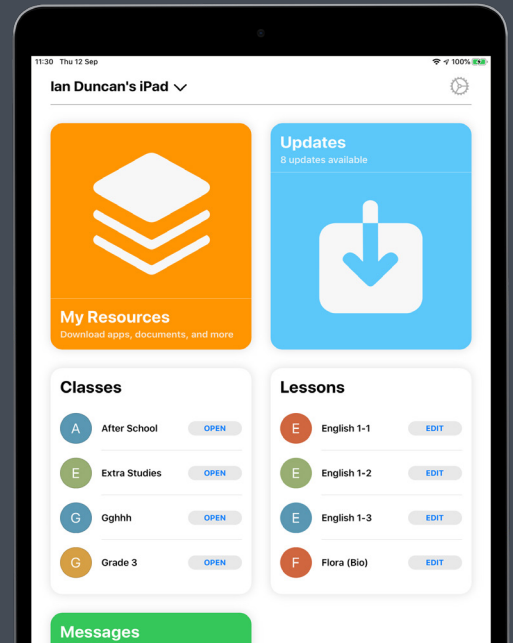 11:30 Thu 12 Sep
100%
Ian Duncan's iPad
Updates
8 updates available
My Resources
Download apps, documents, and more
Classes
A After School OPEN
E Extra Studies OPEN
G Gghhh OPEN
G Grade 3 OPEN
Lessons
E English 1-1 EDIT
E English 1-2 EDIT
E English 1-3 EDIT
F Flora (Bio) EDIT
Messages